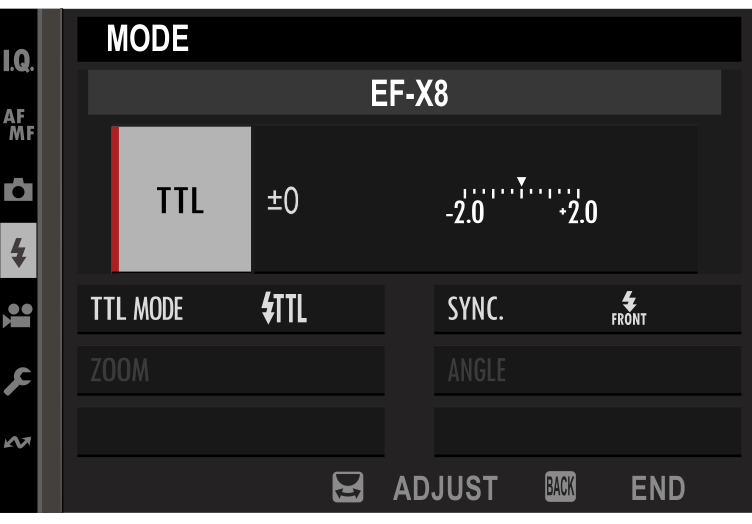 MODE
I.Q.
EF-X8
AF
MF
TTL ±0 -2.0 +2.0
TTL MODE TTL SYNC. FRONT
ZOOM ANGLE
ADJUST BACK END